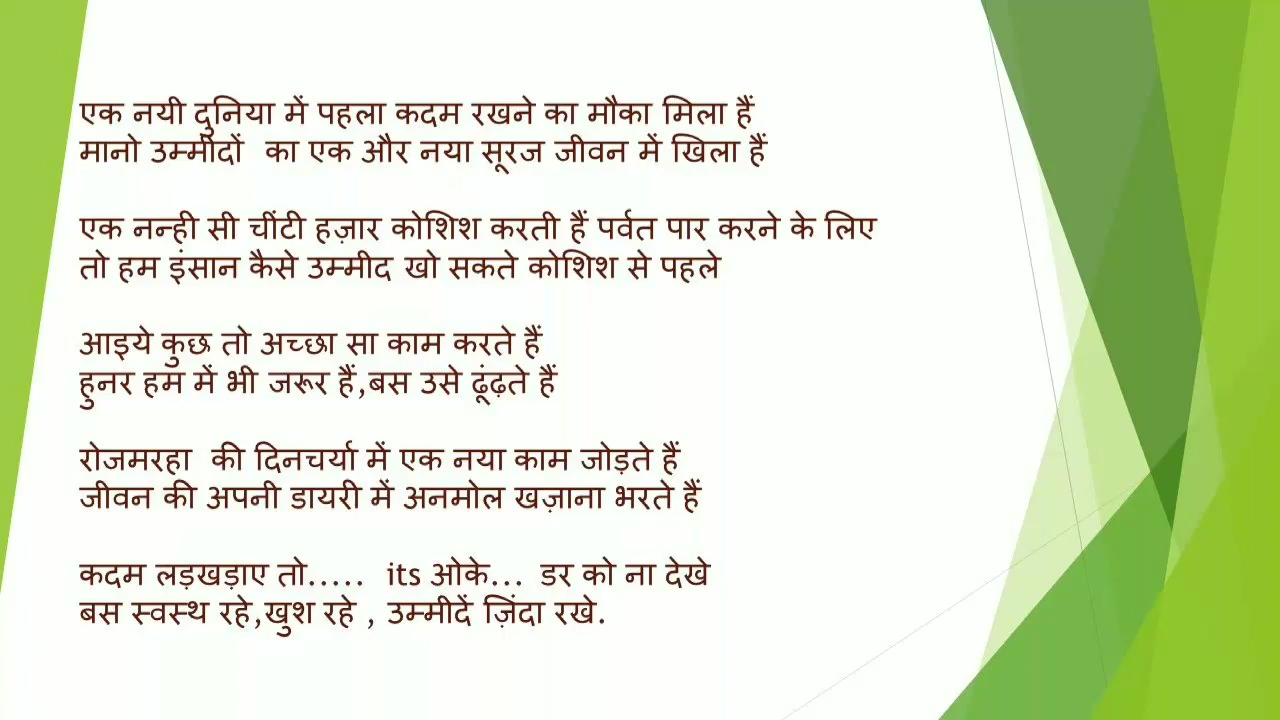 एक नयी दुनिया में पहला कदम रखने का मौका मिला हैं
मानो उम्मीदों  का एक और नया सूरज जीवन में खिला हैं
एक नन्ही सी चींटी हज़ार कोशिश करती हैं पर्वत पार करने के लिए
तो हम इंसान कैसे उम्मीद खो सकते कोशिश से पहले
आइये कुछ तो अच्छा सा काम करते हैं
हुनर हम में भी जरूर हैं,बस उसे ढूंढ़ते हैं
रोजमरहा  की दिनचर्या में एक नया काम जोड़ते हैं
जीवन की अपनी डायरी में अनमोल खज़ाना भरते हैं
कदम लड़खड़ाए तो.....  its ओके...  डर को ना देखे
बस स्वस्थ रहे,खुश रहे , उम्मीदें ज़िंदा रखे.